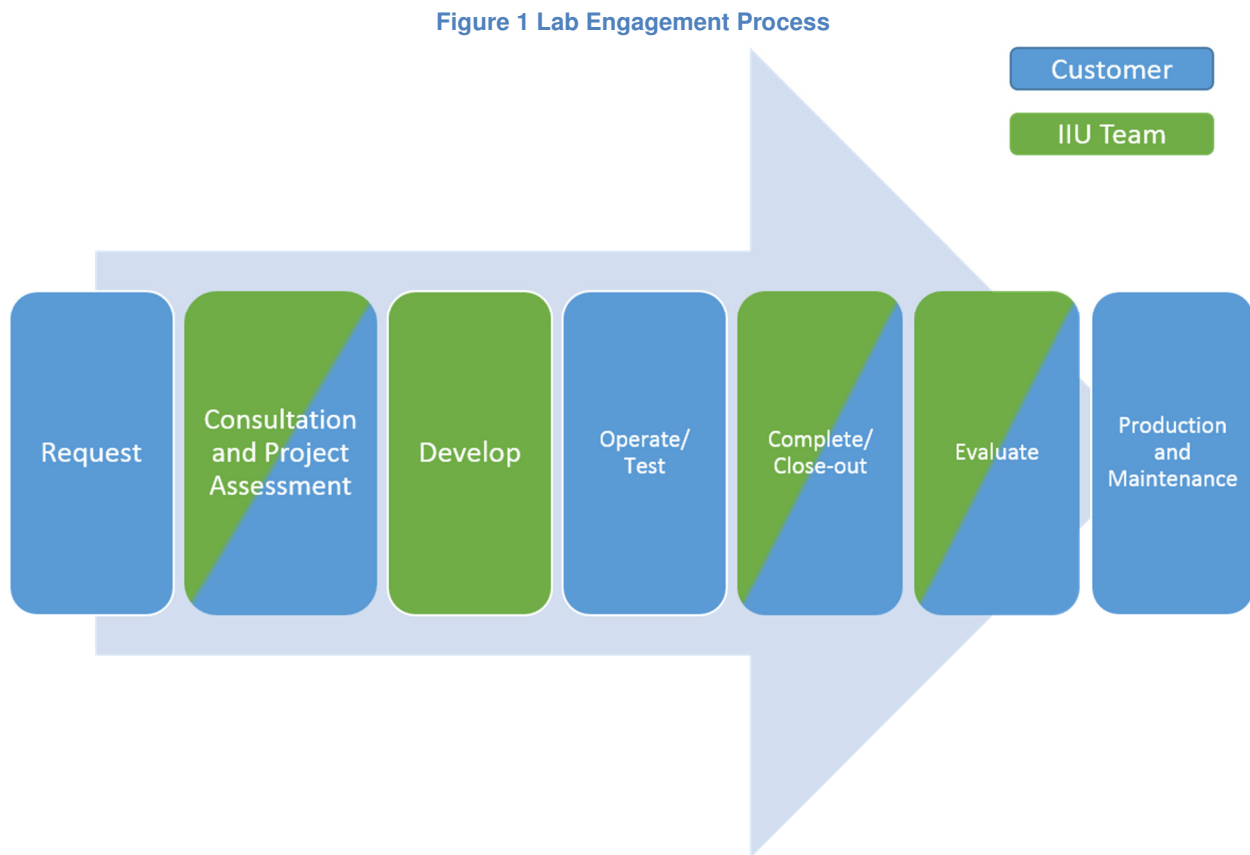 Figure 1 Lab Engagement Process
Customer
IIU Team
Request
Consultation
and Project
Assessment
Develop
Operate/
Test
Complete/
Close-out
Evaluate
Production
and
Maintenance